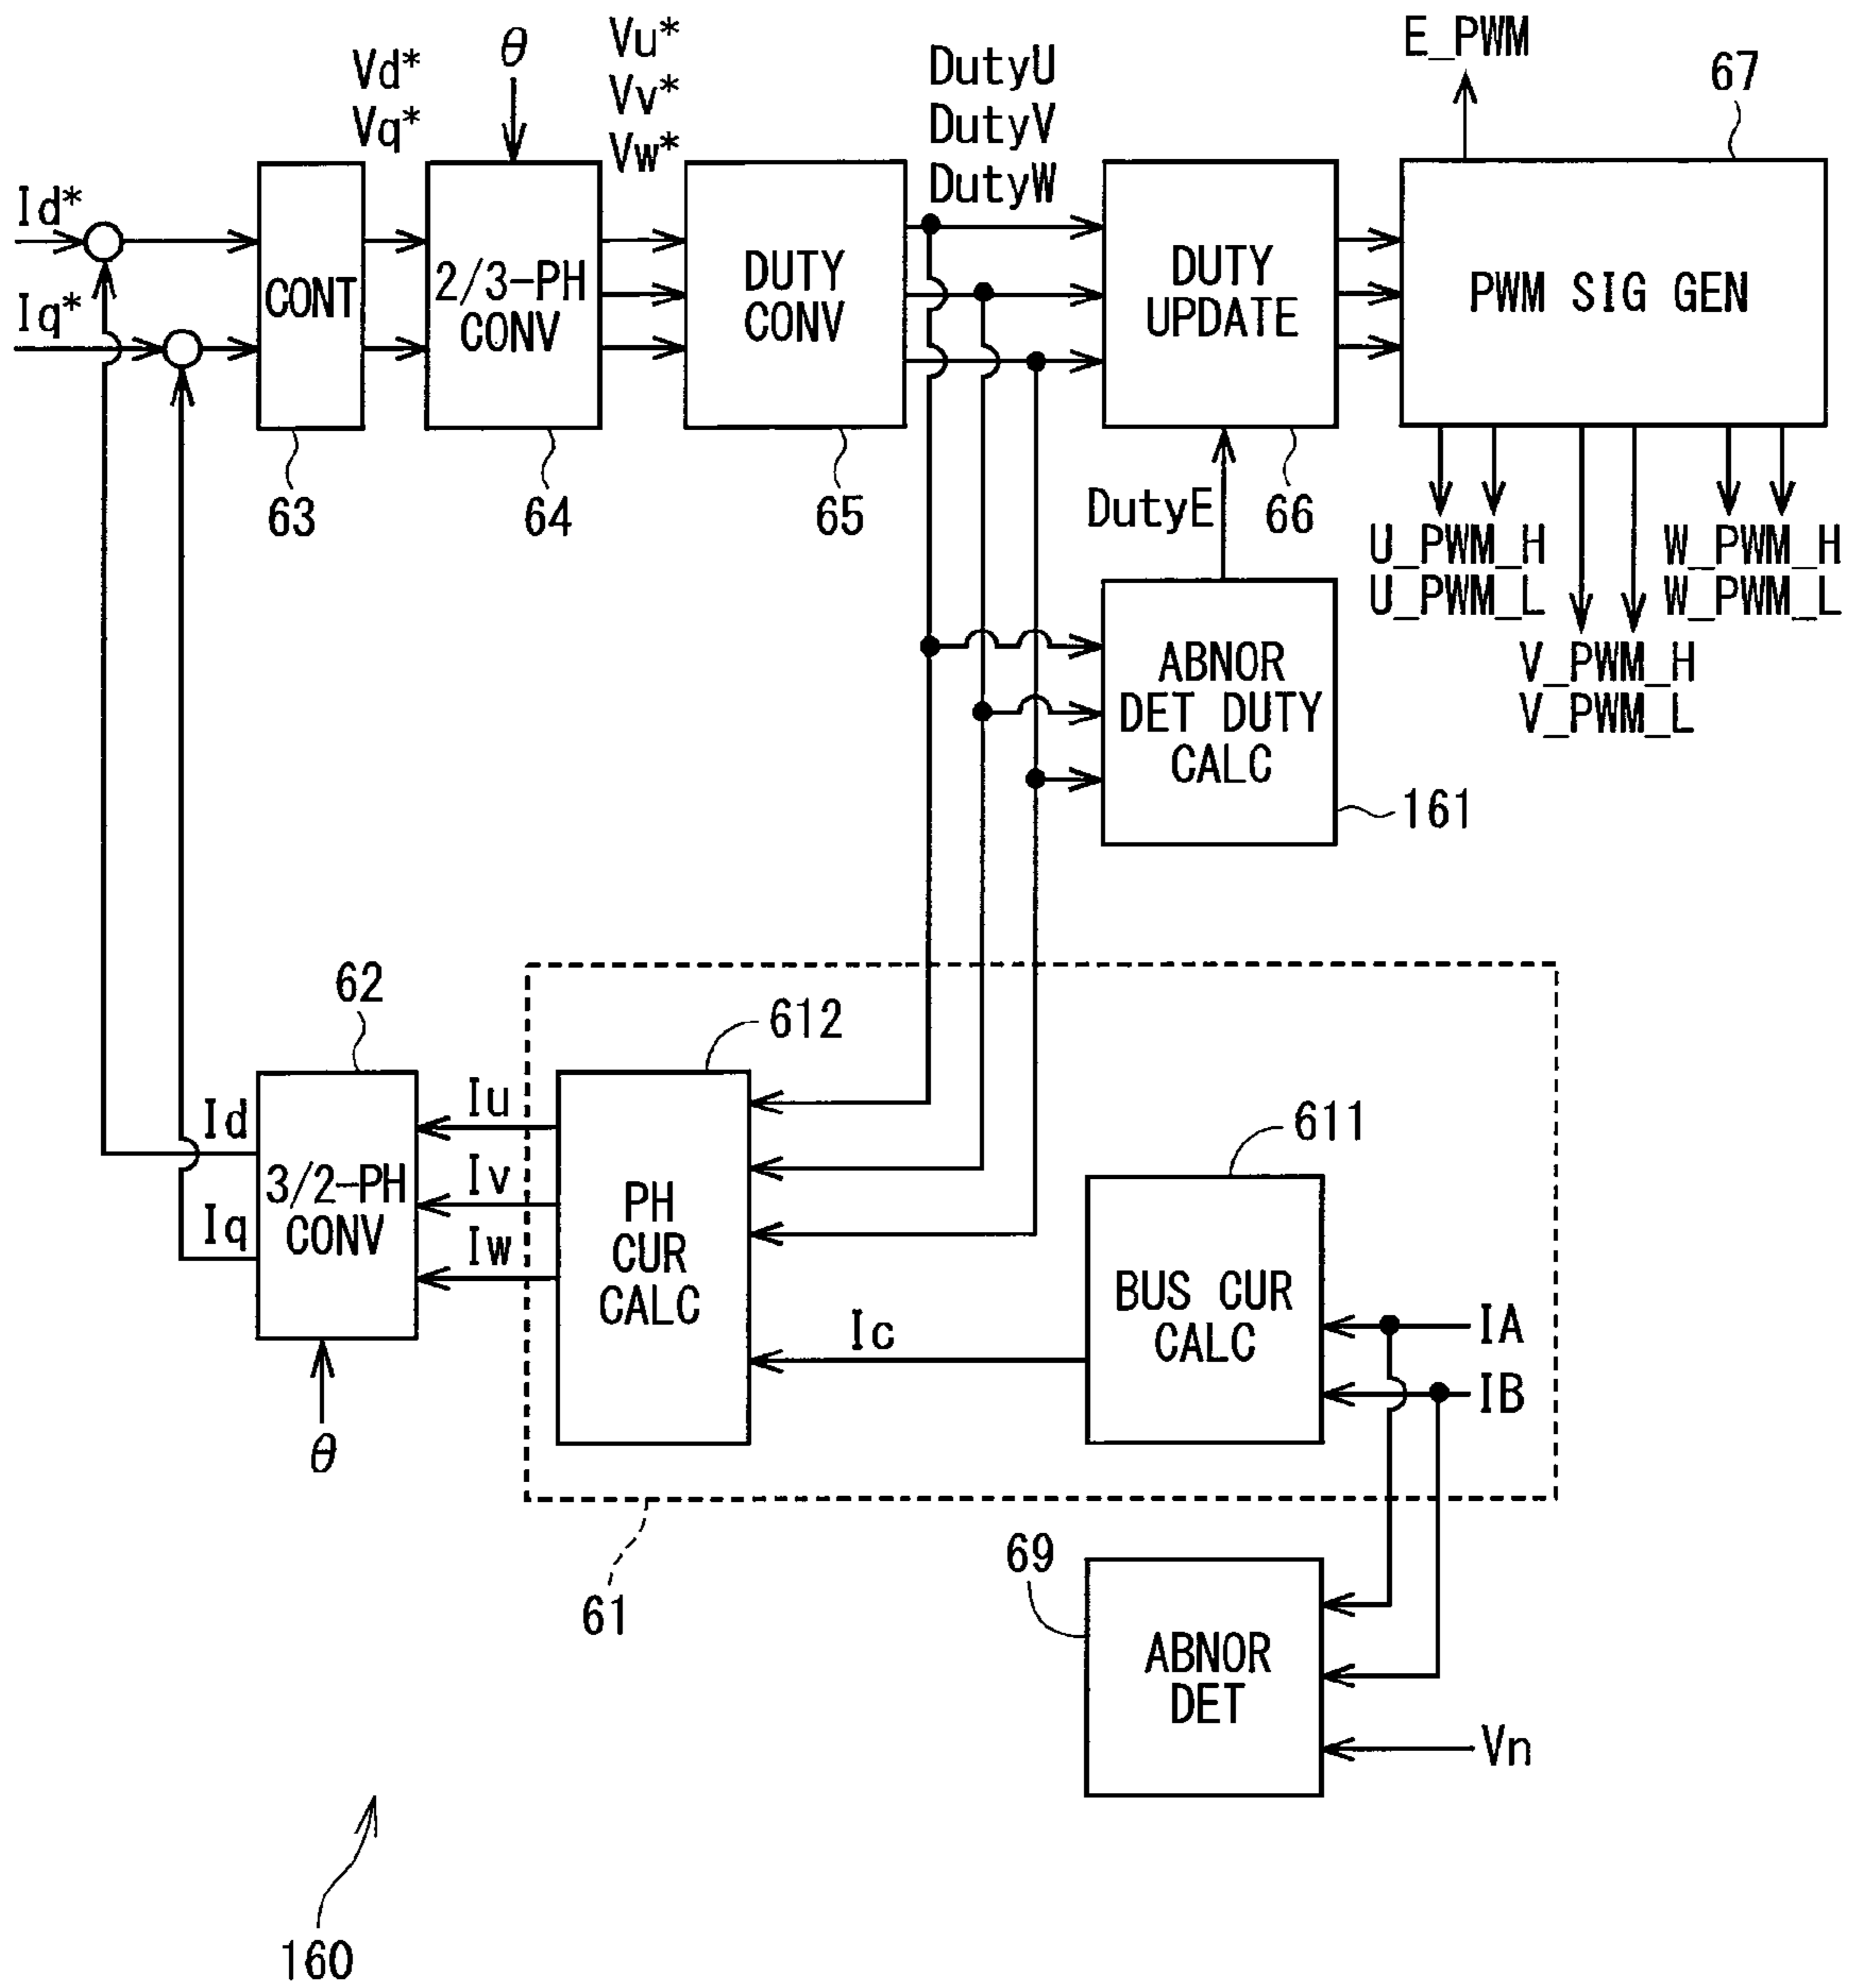 E_PWM
67
Vd*
Vq*
θ
Vu*
Vv*
Vw*
DutyU
DutyV
DutyW
Id*
Iq*
CONT
2/3-PH
CONV
DUTY
CONV
DUTY
UPDATE
PWM SIG GEN
63
64
65
DutyE
66
U_PWM_H
U_PWM_L
W_PWM_H
W_PWM_L
V_PWM_H
V_PWM_L
ABNOR
DET DUTY
CALC
161
62
612
611
Id
Iq
3/2-PH
CONV
Iu
Iv
Iw
PH
CUR
CALC
Ic
BUS CUR
CALC
IA
IB
θ
61
69
ABNOR
DET
Vn
160